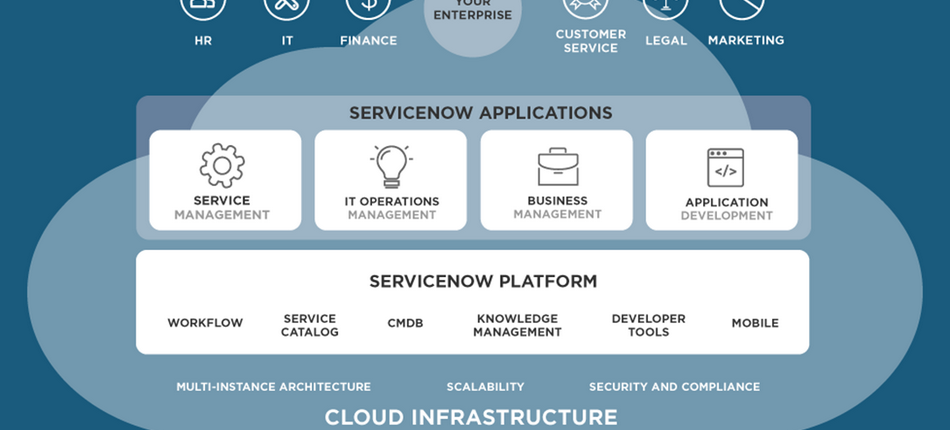 YOUR
ENTERPRISE
HR
IT
FINANCE
CUSTOMER
SERVICE
LEGAL
MARKETING
SERVICENOW APPLICATIONS
SERVICE
MANAGEMENT
IT OPERATIONS
MANAGEMENT
BUSINESS
MANAGEMENT
</>
APPLICATION
DEVELOPMENT
SERVICENOW PLATFORM
WORKFLOW
SERVICE
CATALOG
CMDB
KNOWLEDGE
MANAGEMENT
DEVELOPER
TOOLS
MOBILE
MULTI-INSTANCE ARCHITECTURE
SCALABILITY
SECURITY AND COMPLIANCE
CLOUD INFRASTRUCTURE